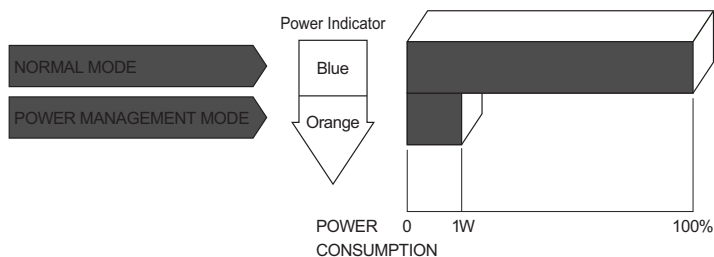 Power Indicator
NORMAL MODE
Blue
POWER MANAGEMENT MODE
Orange
POWER CONSUMPTION
0
1W
100%